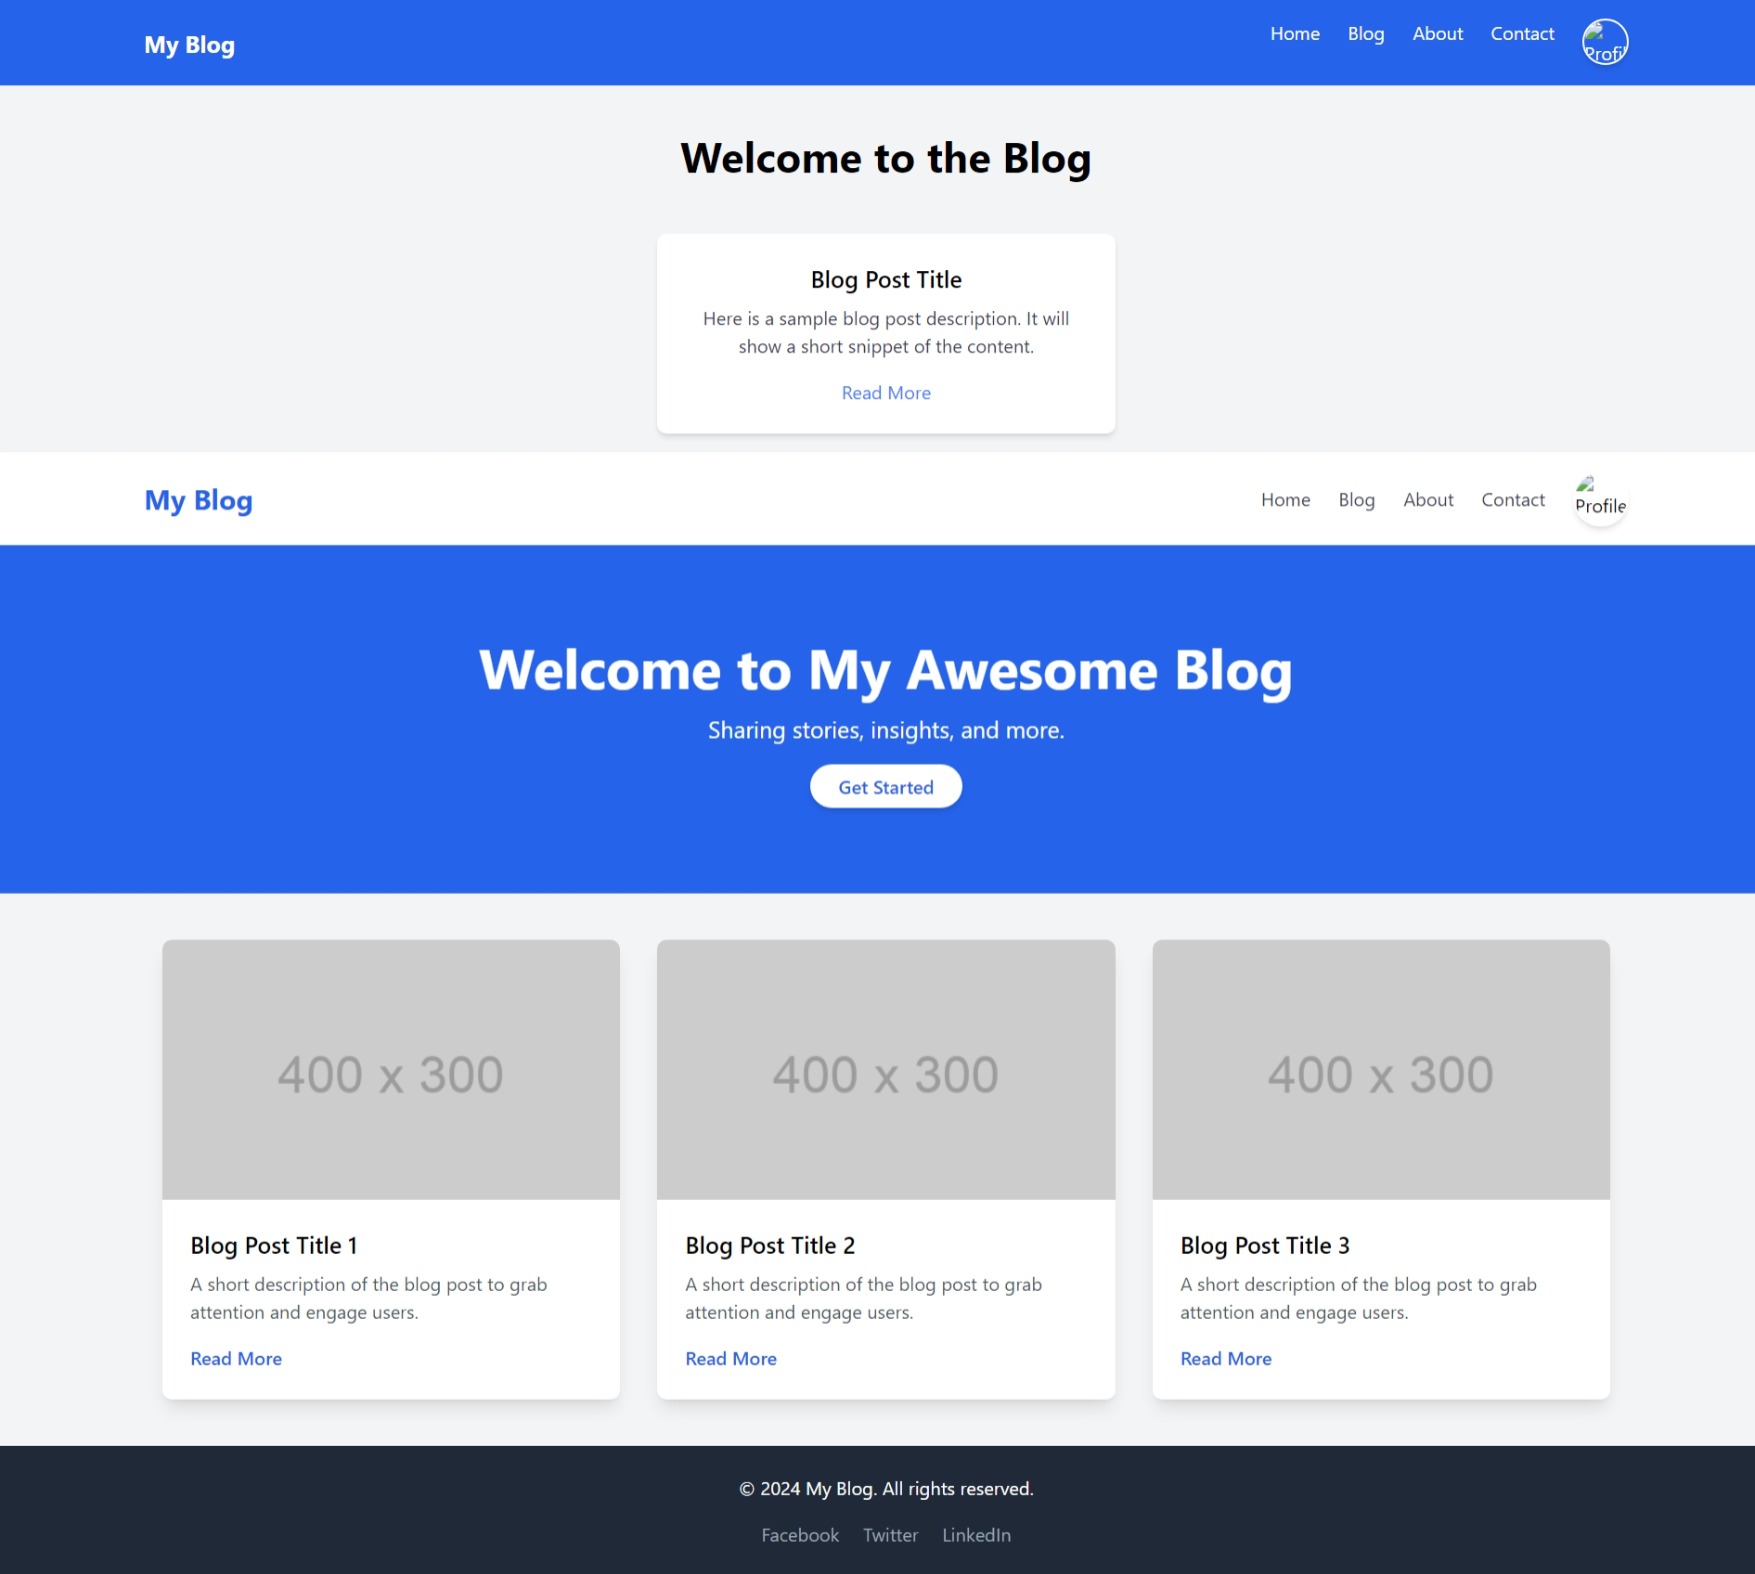 My Blog
Home Blog About Contact
Profi
Welcome to the Blog
Blog Post Title
Here is a sample blog post description. It will
show a short snippet of the content.
Read More
My Blog
Home Blog About Contact
Profile
Welcome to My Awesome Blog
Sharing stories, insights, and more.
Get Started
400 x 300
400 x 300
400 x 300
Blog Post Title 1
A short description of the blog post to grab
attention and engage users.
Read More
Blog Post Title 2
A short description of the blog post to grab
attention and engage users.
Read More
Blog Post Title 3
A short description of the blog post to grab
attention and engage users.
Read More
© 2024 My Blog. All rights reserved.
Facebook Twitter LinkedIn